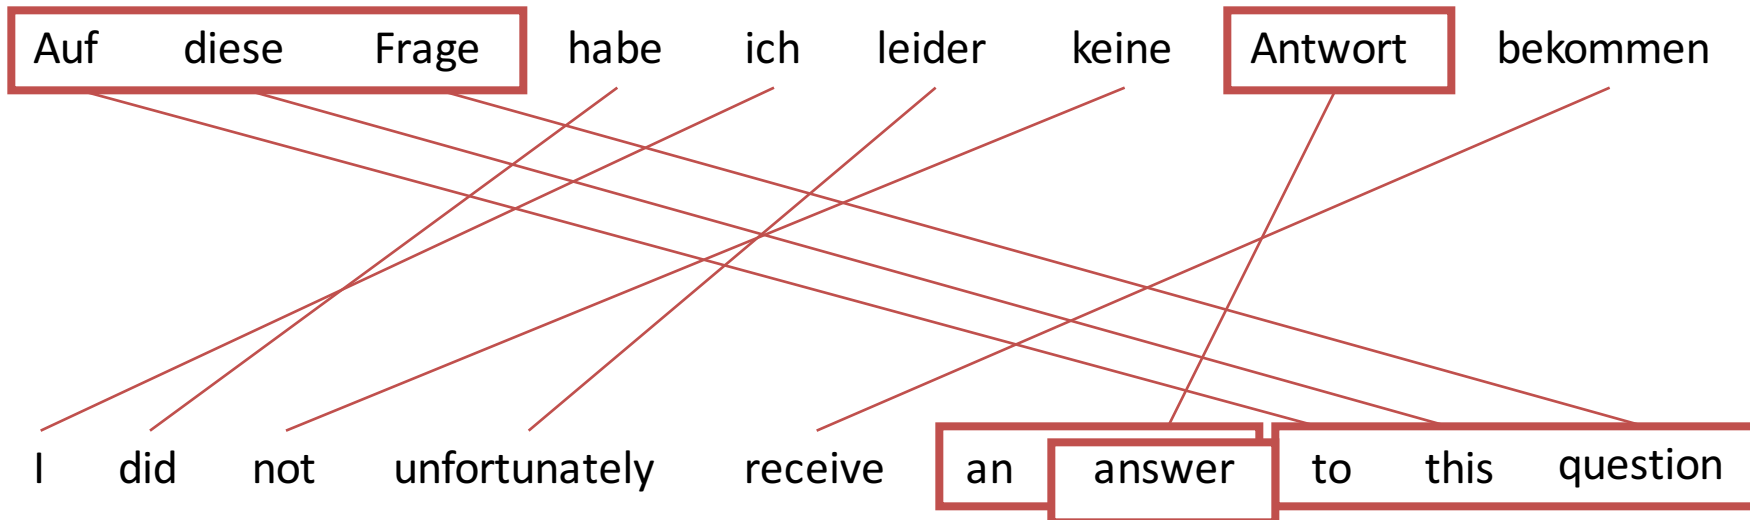 Auf diese Frage habe ich leider keine Antwort bekommen
I did not unfortunately receive an answer to this question